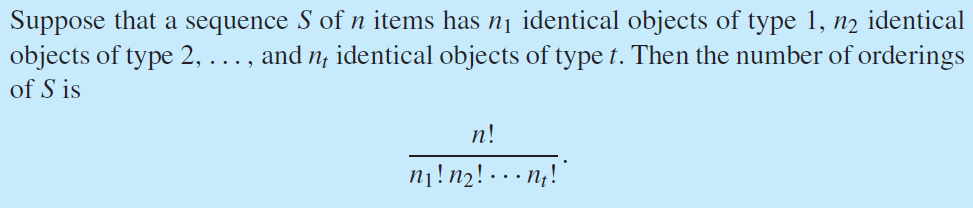 Suppose that a sequence S of n items has n₁ identical objects of type 1, n₂ identical
objects of type 2, . . . , and nₜ identical objects of type t. Then the number of orderings
of S is
n!
n₁! n₂! · · · nₜ!.